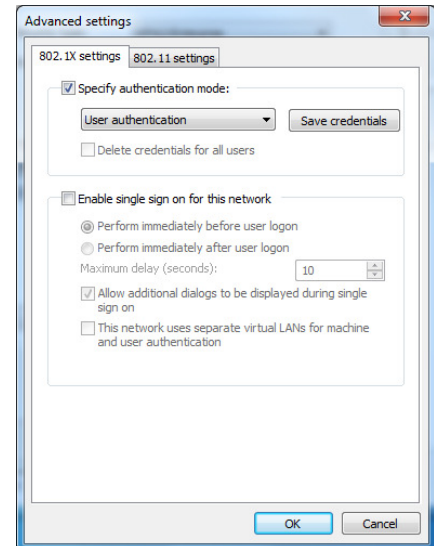 Advanced settings
802.1X settings 802.11 settings
Specify authentication mode:
User authentication Save credentials
Delete credentials for all users
Enable single sign on for this network
Perform immediately before user logon
Perform immediately after user logon
Maximum delay (seconds): 10
Allow additional dialogs to be displayed during single
sign on
This network uses separate virtual LANs for machine
and user authentication
OK Cancel